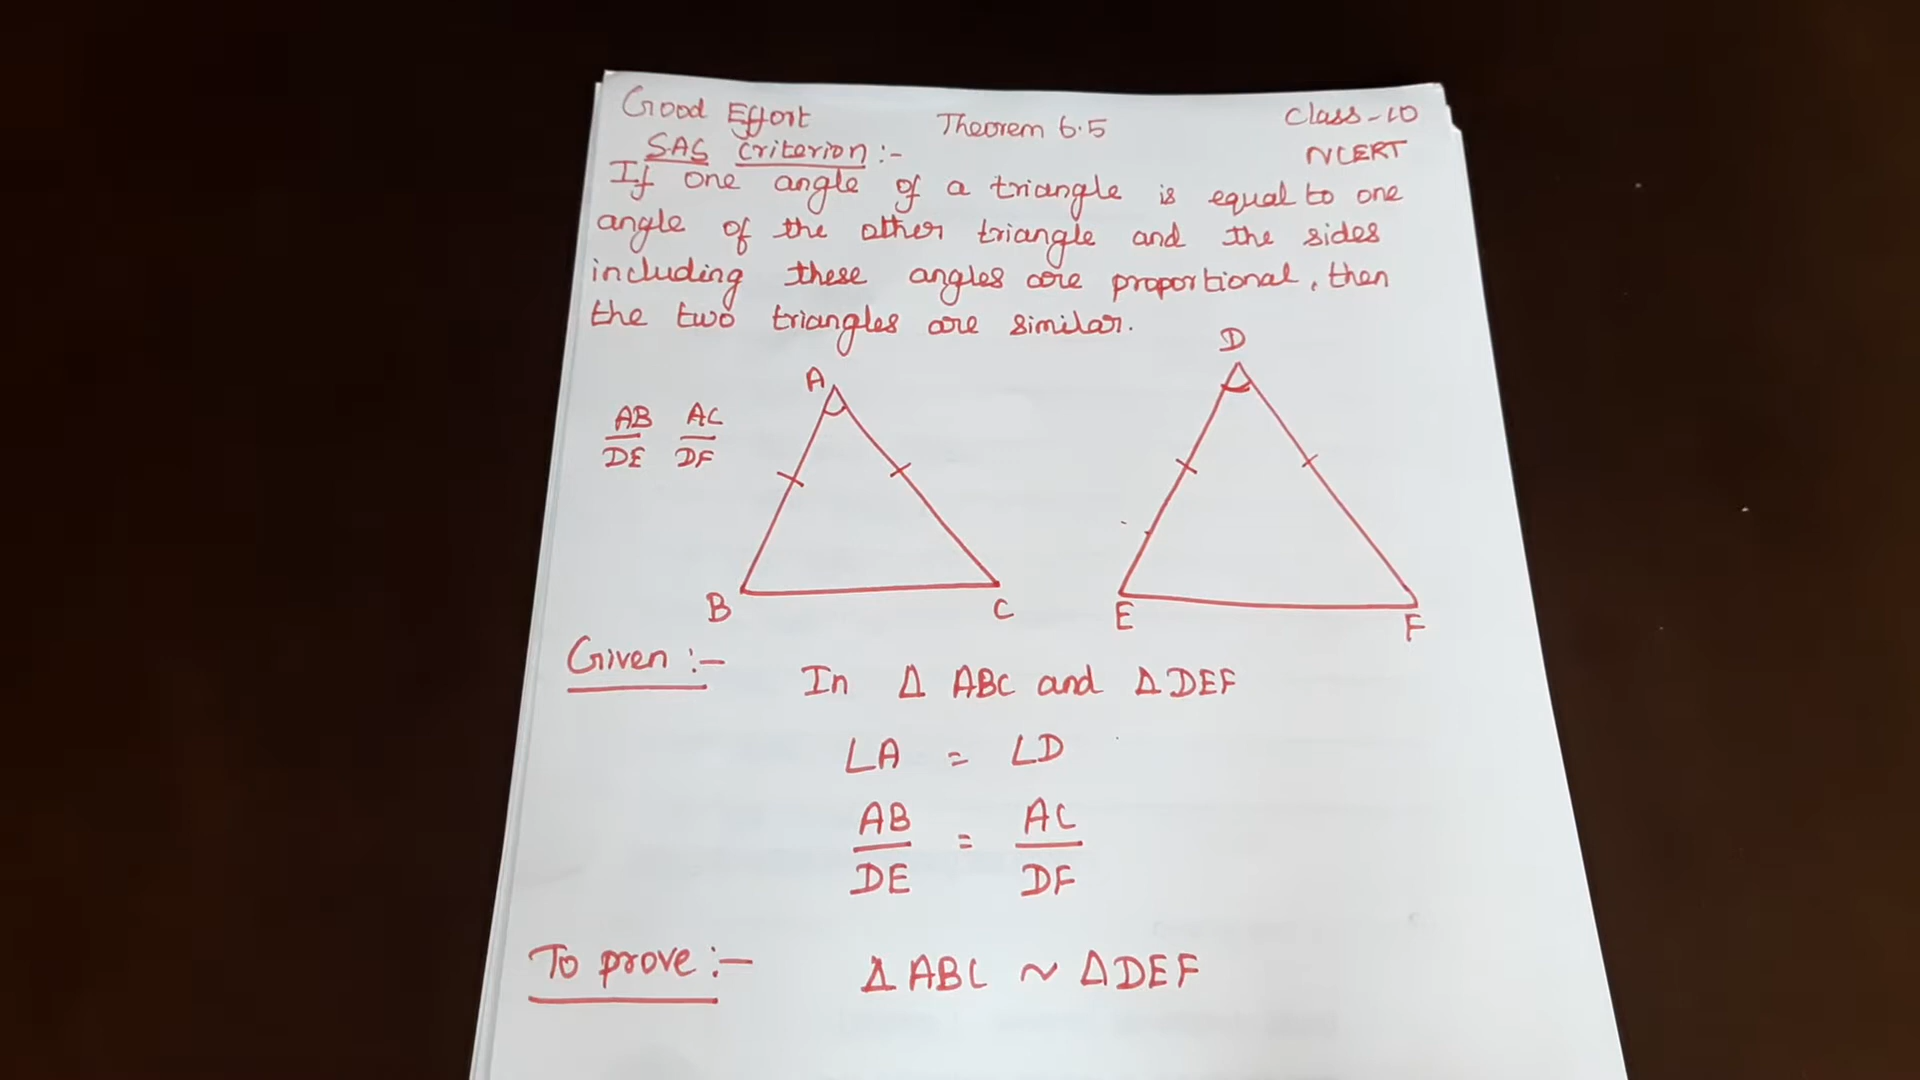 Good Effort Theorem 6.5 Class-10
SAS Criterion :- NCERT
If one angle of a triangle is equal to one
angle of the other triangle and the sides
including these angles are proportional, then
the two triangles are similar.
A D
AB AC
DE DF
B C E F
Given :- In Δ ABC and Δ DEF
∠A = ∠D
AB = AC
DE DF
To prove :- Δ ABC ~ Δ DEF